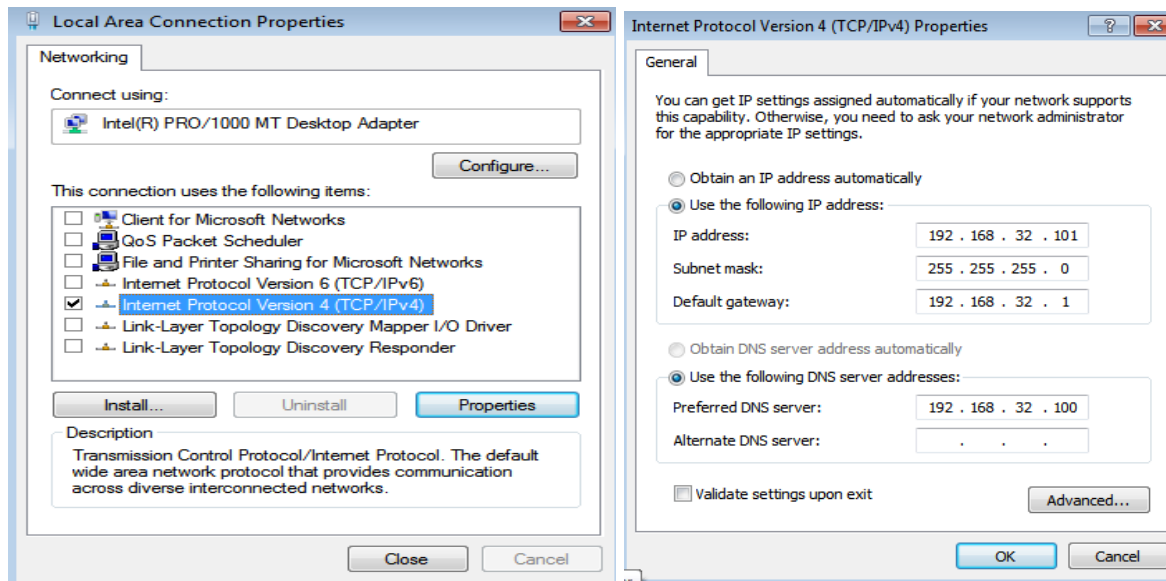 Local Area Connection Properties
Networking
Connect using:
Intel(R) PRO/1000 MT Desktop Adapter
Configure...
This connection uses the following items:
Client for Microsoft Networks
QoS Packet Scheduler
File and Printer Sharing for Microsoft Networks
Internet Protocol Version 6 (TCP/IPv6)
Internet Protocol Version 4 (TCP/IPv4)
Link-Layer Topology Discovery Mapper I/O Driver
Link-Layer Topology Discovery Responder
Install...
Uninstall
Properties
Description
Transmission Control Protocol/Internet Protocol. The default
wide area network protocol that provides communication
across diverse interconnected networks.
Close
Cancel
Internet Protocol Version 4 (TCP/IPv4) Properties
General
You can get IP settings assigned automatically if your network supports
this capability. Otherwise, you need to ask your network administrator
for the appropriate IP settings.
Obtain an IP address automatically
Use the following IP address:
IP address: 192 . 168 . 32 . 101
Subnet mask: 255 . 255 . 255 . 0
Default gateway: 192 . 168 . 32 . 1
Obtain DNS server address automatically
Use the following DNS server addresses:
Preferred DNS server: 192 . 168 . 32 . 100
Alternate DNS server: . . .
Validate settings upon exit
Advanced...
OK
Cancel